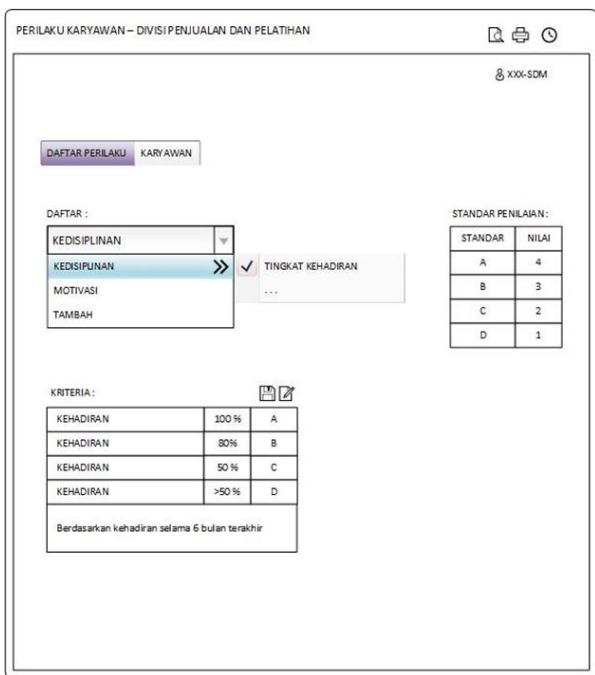 PERILAKU KARYAWAN – DIVISI PENJUALAN DAN PELATIHAN
XXX-SDM
DAFTAR PERILAKU KARYAWAN
DAFTAR :
KEDISIPLINAN
KEDISIPLINAN TINGKAT KEHADIRAN
MOTIVASI ...
TAMBAH
STANDAR PENILAIAN :
STANDAR NILAI
A 4
B 3
C 2
D 1
KRITERIA :
KEHADIRAN 100 % A
KEHADIRAN 80% B
KEHADIRAN 50 % C
KEHADIRAN >50 % D
Berdasarkan kehadiran selama 6 bulan terakhir